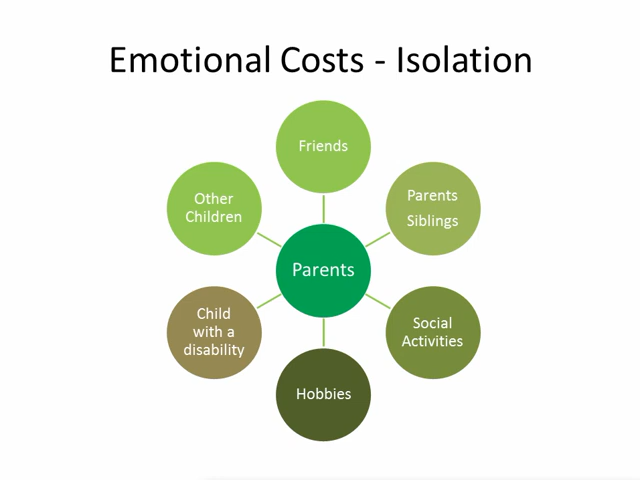 Emotional Costs - Isolation
Friends
Other
Children
Parents
Siblings
Parents
Child
with a
disability
Social
Activities
Hobbies